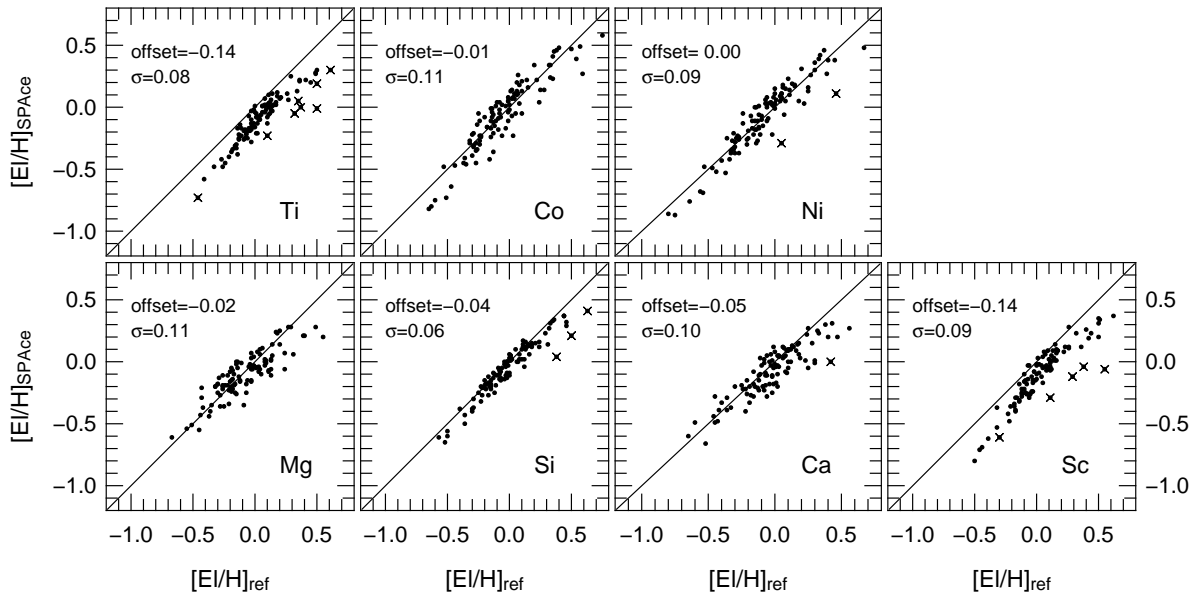 0.5
0.0
−0.5
−1.0
[El/H]SPAce
offset=−0.14
σ=0.08
Ti
offset=−0.01
σ=0.11
Co
offset= 0.00
σ=0.09
Ni
0.5
0.0
−0.5
−1.0
[El/H]SPAce
offset=−0.02
σ=0.11
Mg
offset=−0.04
σ=0.06
Si
offset=−0.05
σ=0.10
Ca
offset=−0.14
σ=0.09
Sc
0.5
0.0
−0.5
−1.0
−1.0 −0.5 0.0 0.5
−1.0 −0.5 0.0 0.5
−1.0 −0.5 0.0 0.5
−1.0 −0.5 0.0 0.5
[El/H]ref
[El/H]ref
[El/H]ref
[El/H]ref